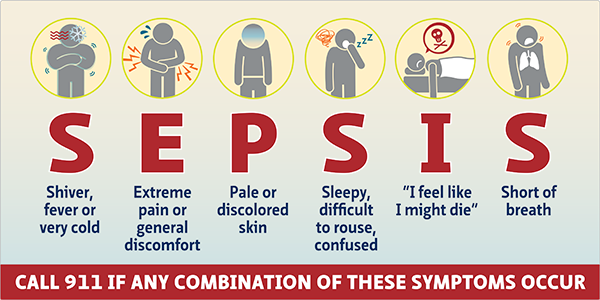 zzz
S E P S I S
Shiver,
fever or
very cold
Extreme
pain or
general
discomfort
Pale or
discolored
skin
Sleepy,
difficult
to rouse,
confused
"I feel like
I might die"
Short of
breath
CALL 911 IF ANY COMBINATION OF THESE SYMPTOMS OCCUR